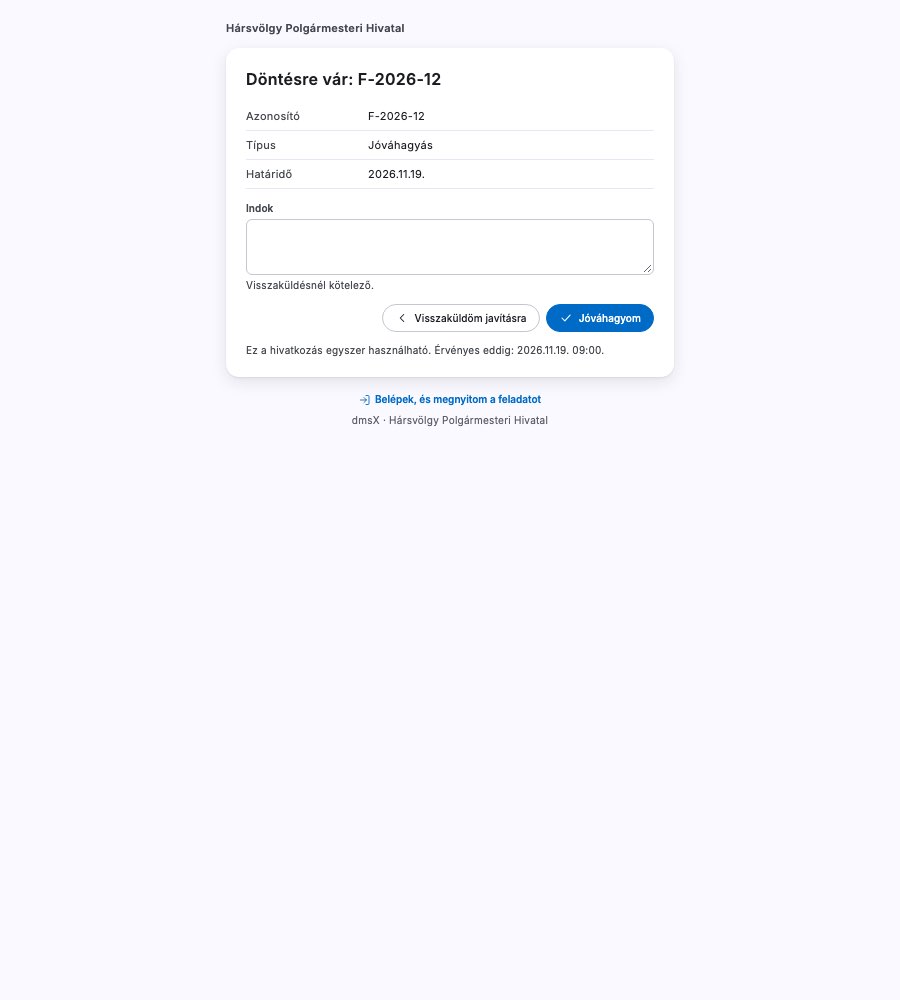 Hársvölgy Polgármesteri Hivatal
Döntésre vár: F-2026-12
Azonosító F-2026-12
Típus Jóváhagyás
Határidő 2026.11.19.
Indok
Visszaküldésnél kötelező.
Visszaküldöm javításra Jóváhagyom
Ez a hivatkozás egyszer használható. Érvényes eddig: 2026.11.19. 09:00.
Belépek, és megnyitom a feladatot
dmsX · Hársvölgy Polgármesteri Hivatal